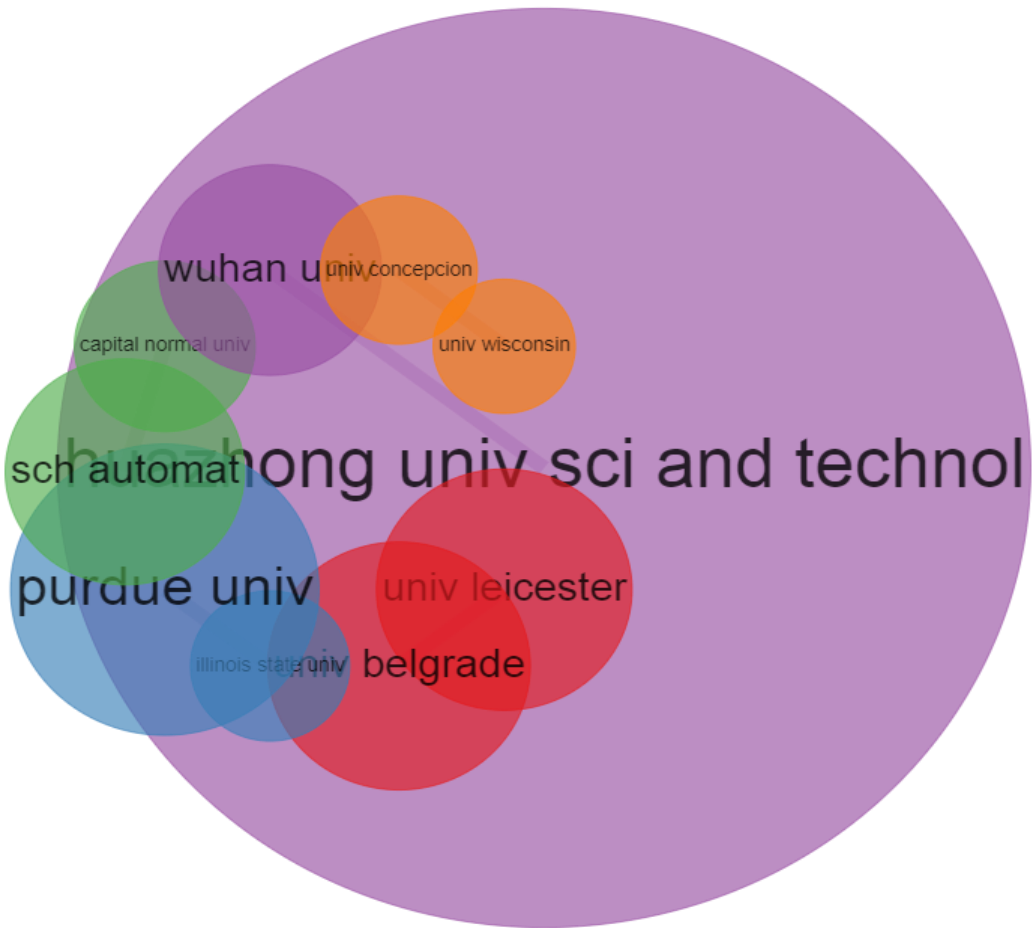 wuhan univ
univ concepcion
capital normal univ
univ wisconsin
huazhong univ sci and technol
sch automat
purdue univ
univ leicester
illinois state univ
univ belgrade